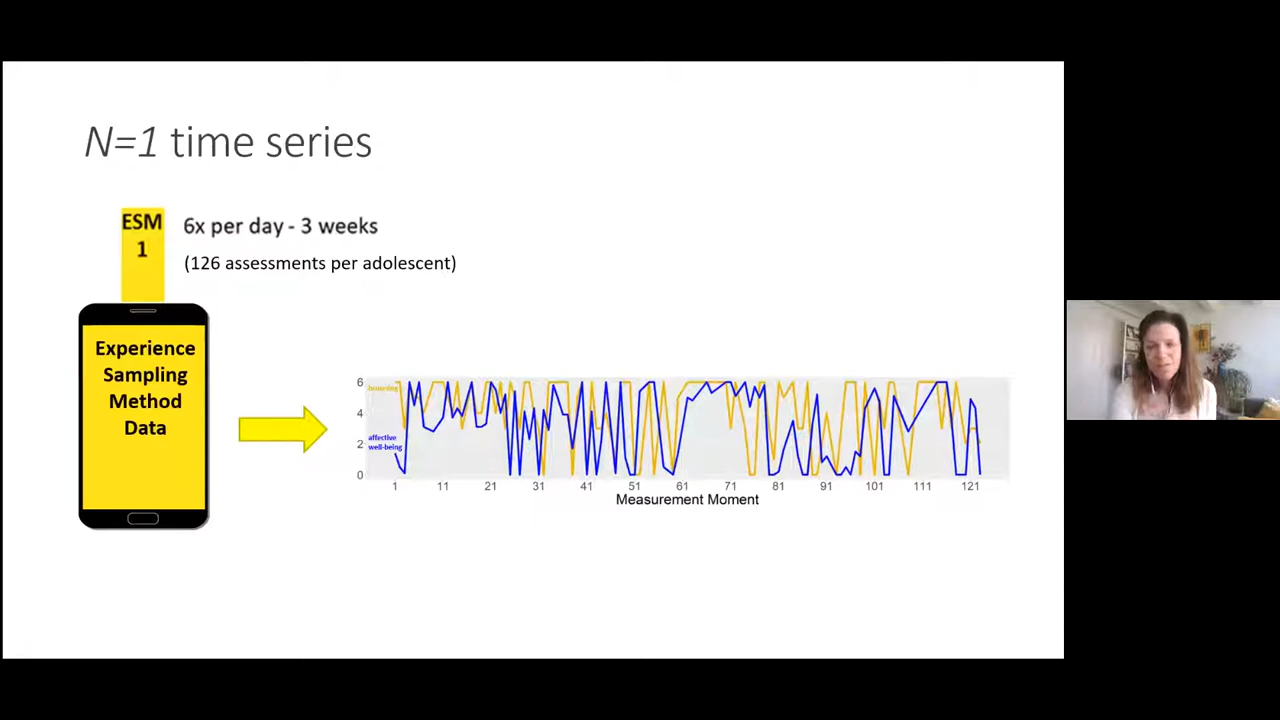 N=1 time series
ESM
1
6x per day - 3 weeks
(126 assessments per adolescent)
Experience
Sampling
Method
Data
6
4
2
0
browsing
affective
well-being
1 11 21 31 41 51 61 71 81 91 101 111 121
Measurement Moment